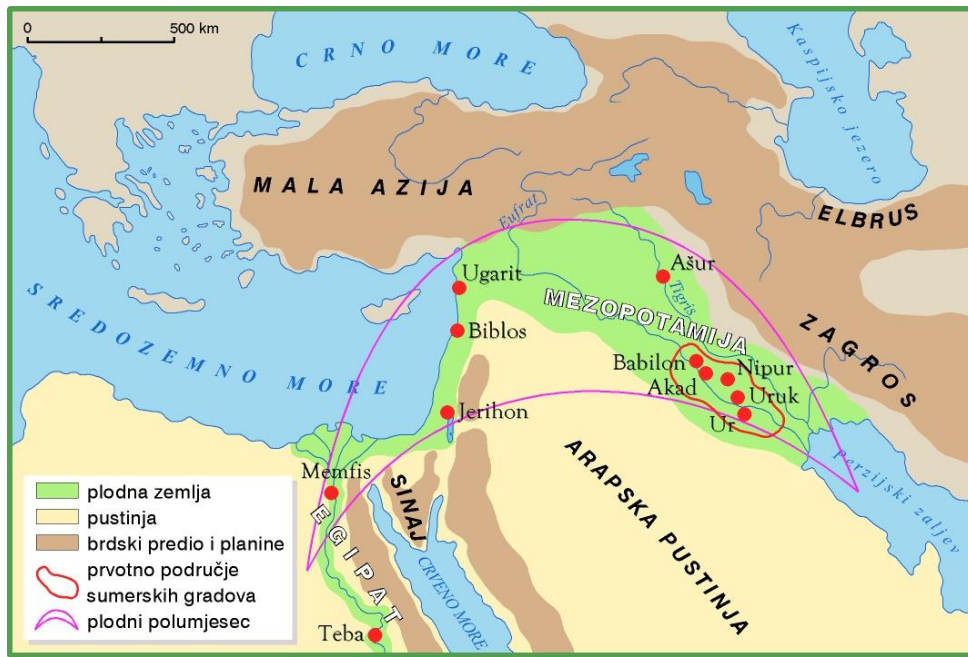 0 500 km
CRNO MORE
Kaspijsko jezero
MALA AZIJA
Eufrat
ELBRUS
Ašur
Ugarit
Tigris
MEZOPOTAMIJA
SREDOZEMNO MORE
Biblos
ZAGROS
Babilon
Nipur
Akad
Uruk
Jerihon
Ur
Memfis
perzijski zaljev
ARAPSKA PUSTINJA
SINAJ
EGIPAT
CRVENO MORE
Teba
plodna zemlja
pustinja
brdski predio i planine
prvotno područje
sumerskih gradova
plodni polumjesec